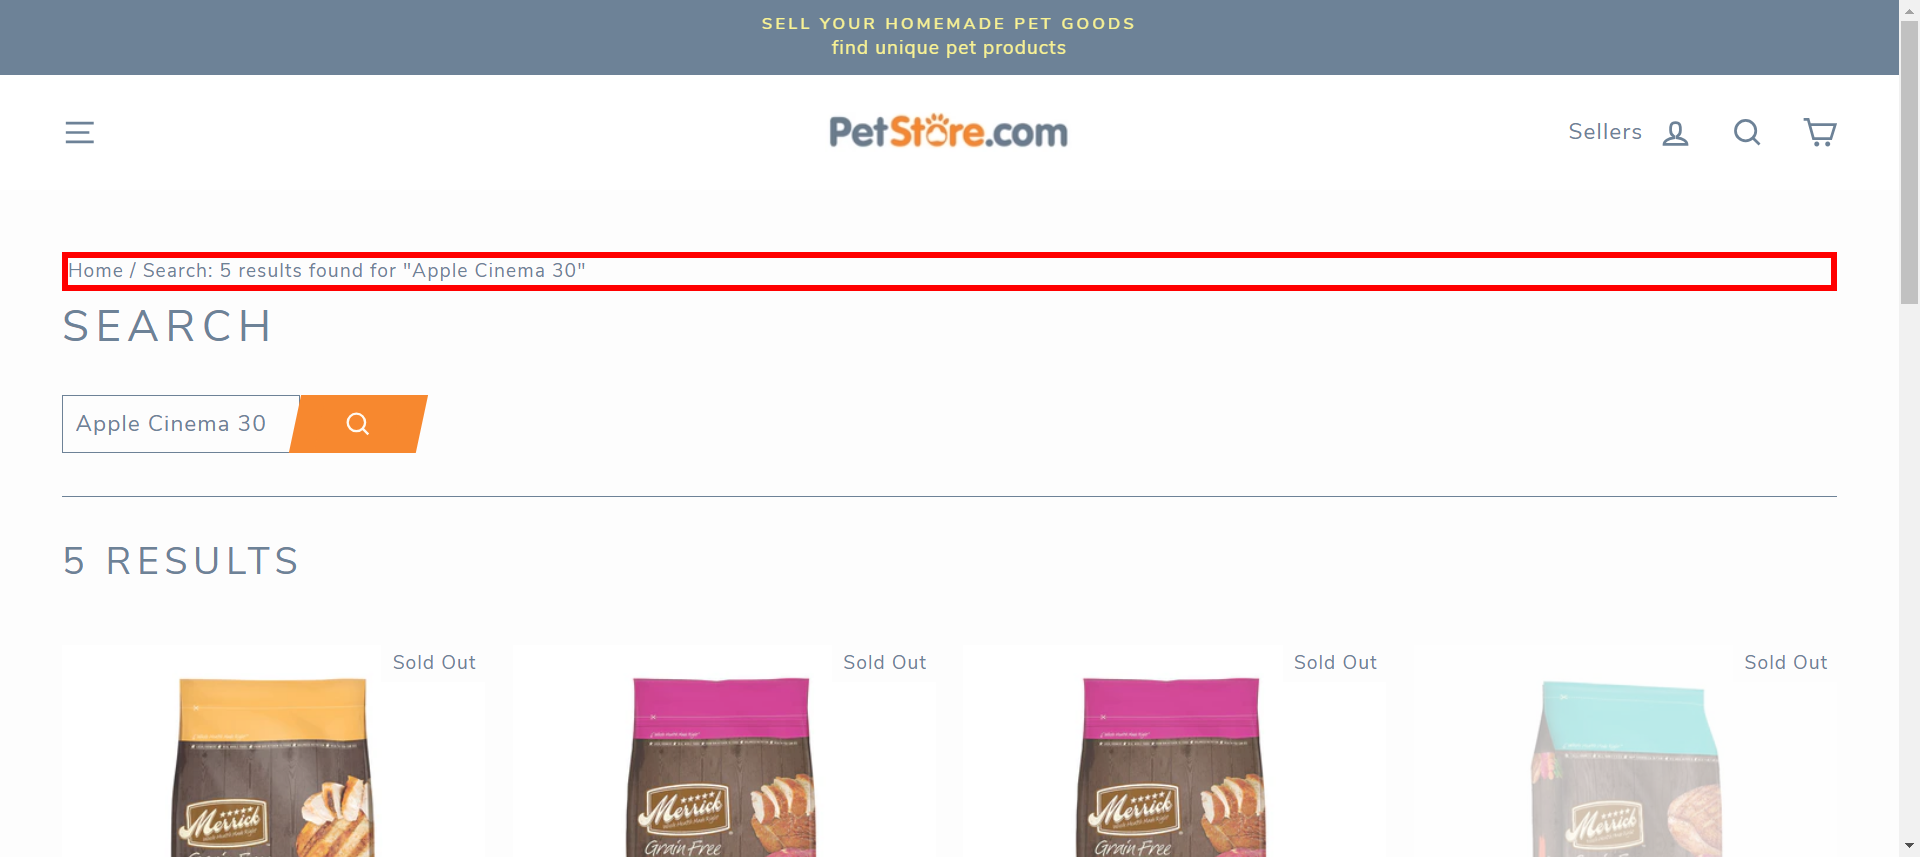 SELL YOUR HOMEMADE PET GOODS
find unique pet products
PetStore.com
Sellers
Home / Search: 5 results found for "Apple Cinema 30"
SEARCH
Apple Cinema 30
5 RESULTS
Sold Out
Sold Out
Sold Out
Sold Out
Merrick
Merrick
Merrick
Merrick
Grain Free
Grain Free
Grain Free